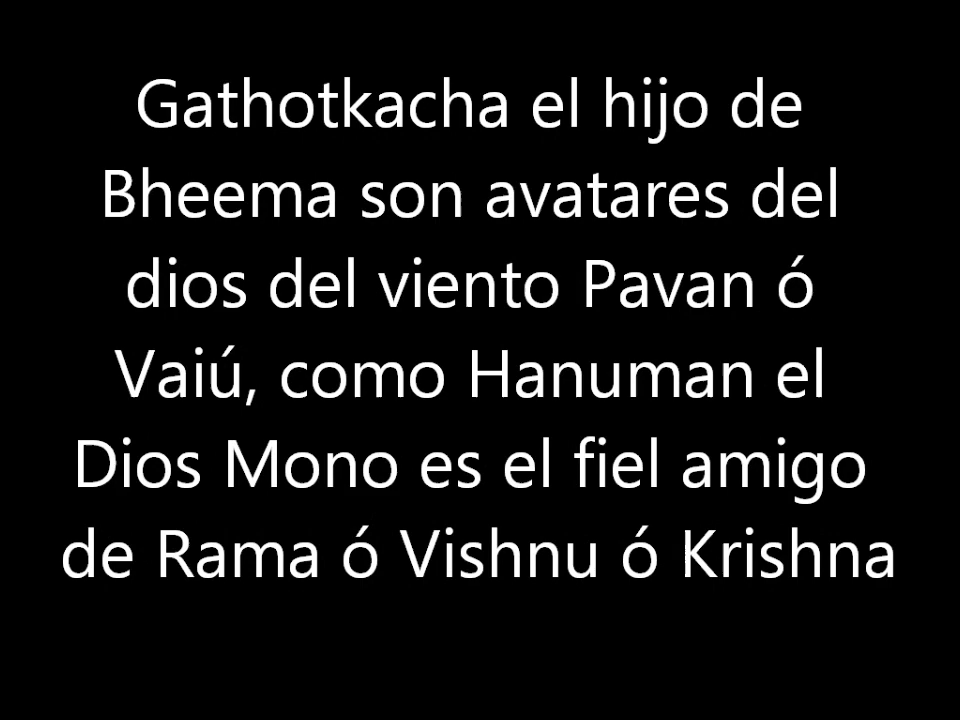 Gathotkacha el hijo de
Bheema son avatares del
dios del viento Pavan ó
Vaiú, como Hanuman el
Dios Mono es el fiel amigo
de Rama ó Vishnu ó Krishna